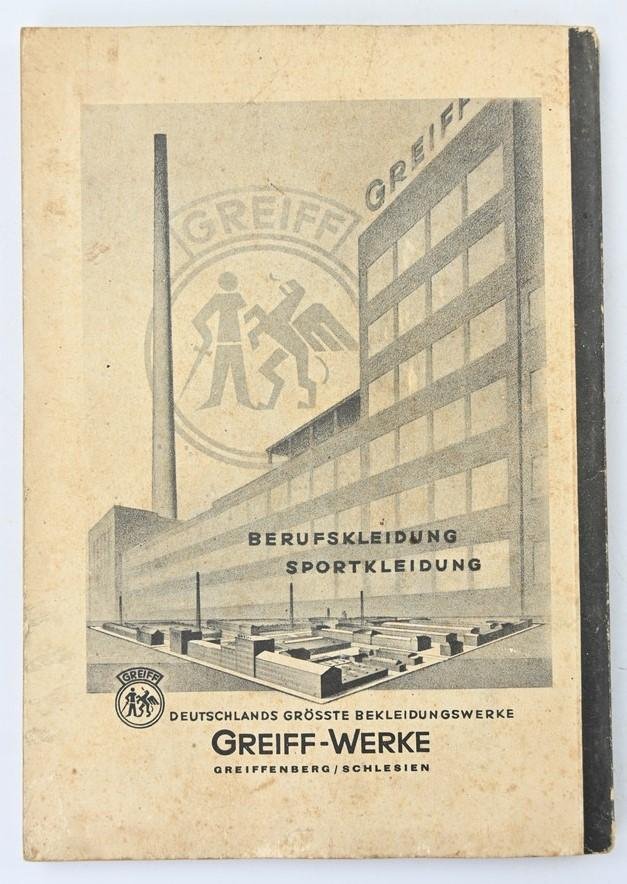 GREIFF
GREIFF
BERUFSKLEIDUNG
SPORTKLEIDUNG
GREIFF
DEUTSCHLANDS GRÖSSTE BEKLEIDUNGSWERKE
GREIFF-WERKE
GREIFFENBERG/SCHLESIEN